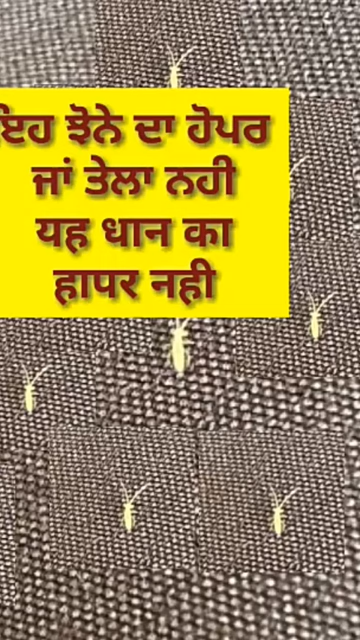 ਇਹ ਝੋਨੇ ਦਾ ਹੋਪਰ
ਜਾਂ ਤੇਲਾ ਨਹੀ
यह धान का
हापर नही